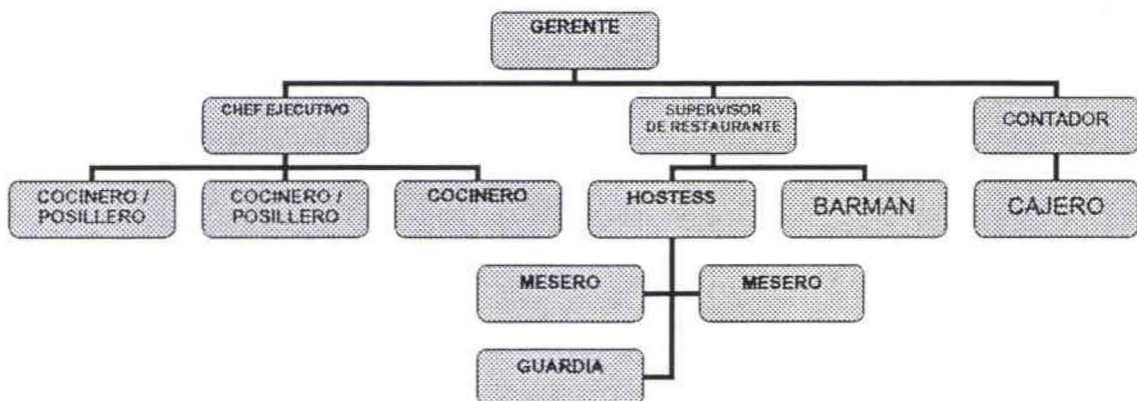 GERENTE
CHEF EJECUTIVO
SUPERVISOR
DE RESTAURANTE
CONTADOR
COCINERO /
POSILLERO
COCINERO /
POSILLERO
COCINERO
HOSTESS
BARMAN
CAJERO
MESERO
MESERO
GUARDIA